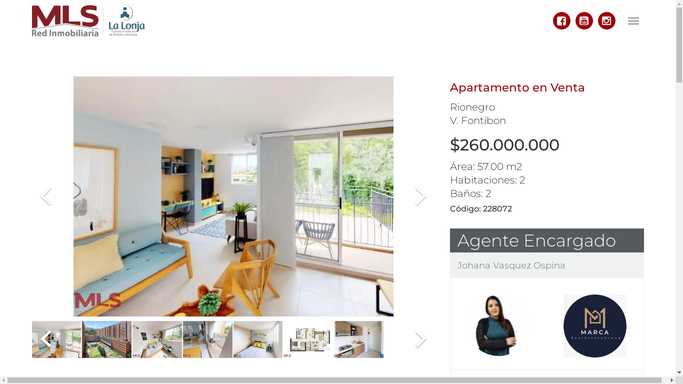 MLS
Red Inmobiliaria
La Lonja
Apartamento en Venta
Rionegro
V. Fontibon
$260.000.000
Área: 57.00 m2
Habitaciones: 2
Baños: 2
Código: 228072
Agente Encargado
Johana Vasquez Ospina
MLS
MARCA